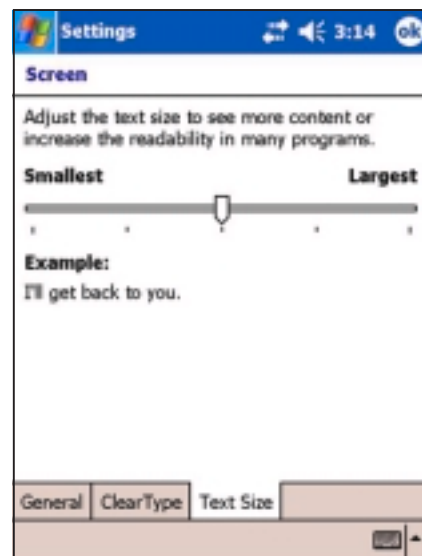 Settings 3:14 ok
Screen
Adjust the text size to see more content or
increase the readability in many programs.
Smallest Largest
Example:
I'll get back to you.
General ClearType Text Size